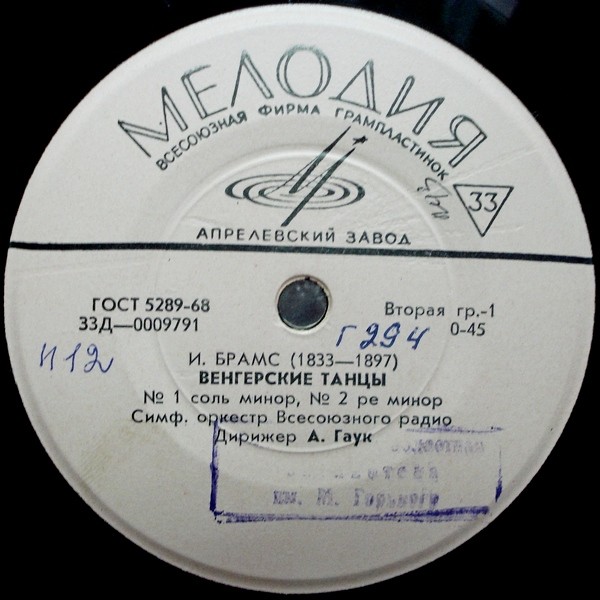 МЕЛОДИЯ
ВСЕСОЮЗНАЯ ФИРМА ГРАМПЛАСТИНОК
33
АПРЕЛЕВСКИЙ ЗАВОД
ГОСТ 5289-68
33Д—0009791
Вторая гр.-1
0-45
Г 294
И. БРАМС (1833—1897)
ВЕНГЕРСКИЕ ТАНЦЫ
№ 1 соль минор, № 2 ре минор
Симф. оркестр Всесоюзного радио
Дирижер А. Гаук
им. М. Горького